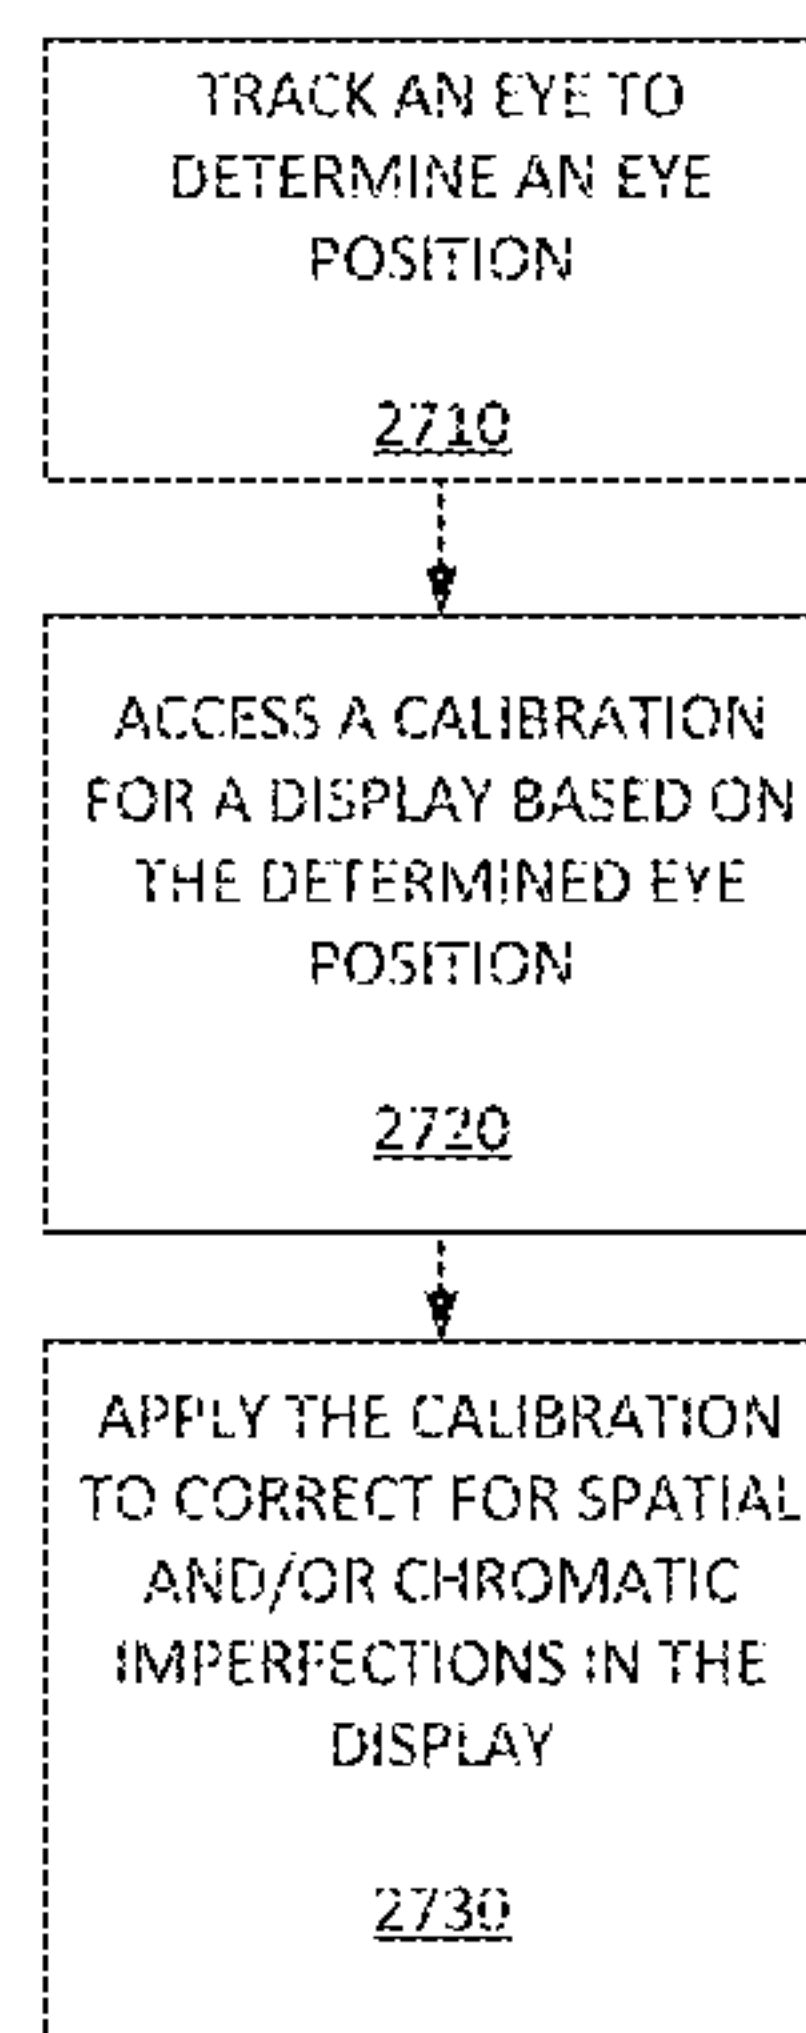 TRACK AN EYE TO
DETERMINE AN EYE
POSITION
2710
ACCESS A CALIBRATION
FOR A DISPLAY BASED ON
THE DETERMINED EYE
POSITION
2720
APPLY THE CALIBRATION
TO CORRECT FOR SPATIAL
AND/OR CHROMATIC
IMPERFECTIONS IN THE
DISPLAY
2730